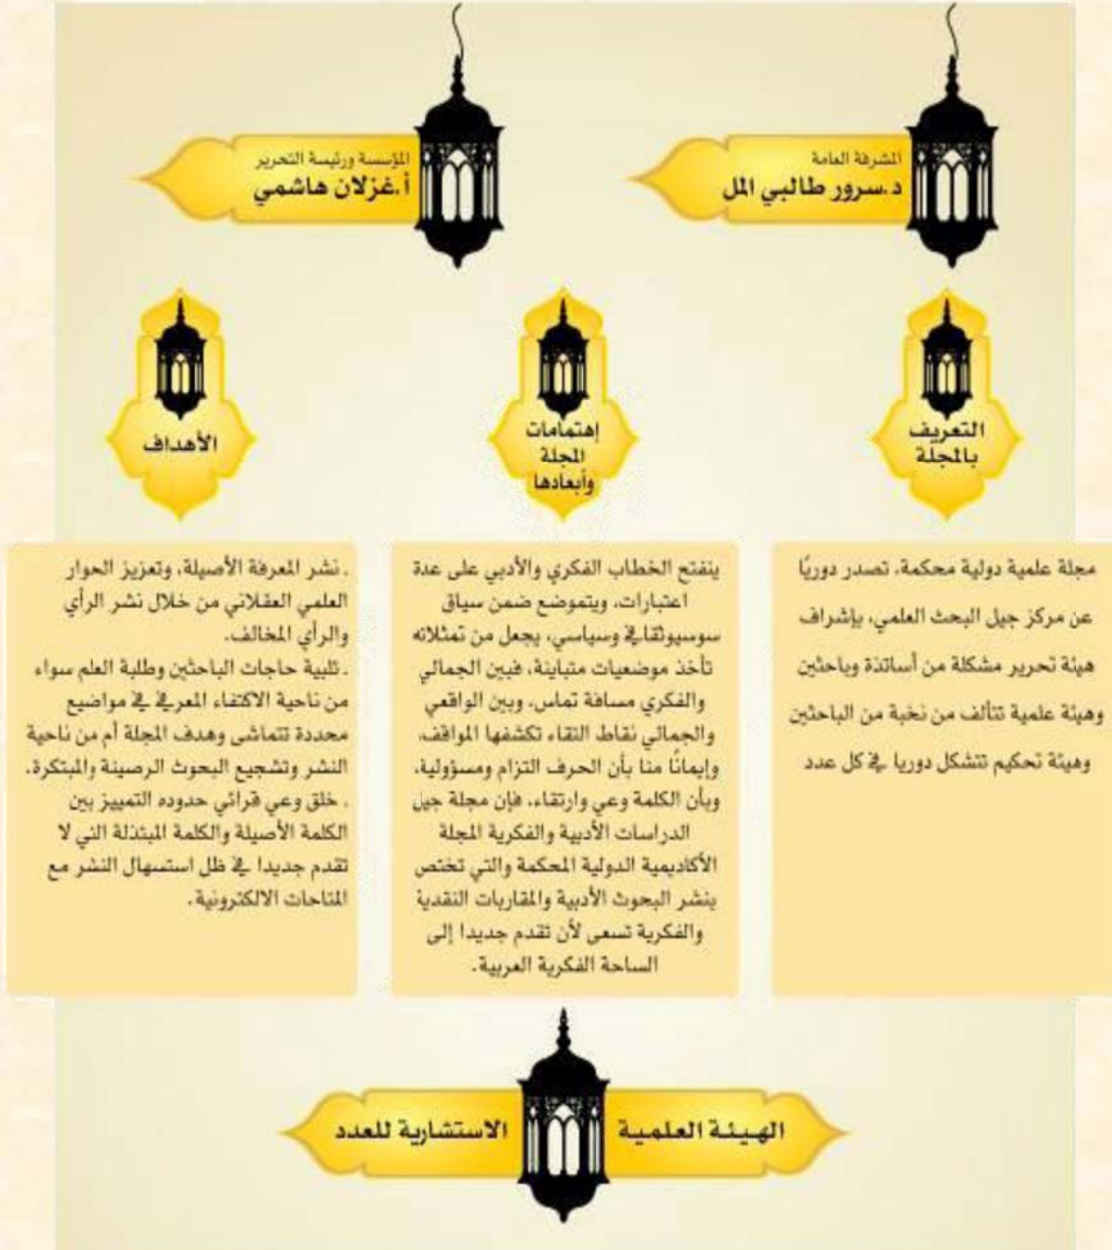 المشرفة العامة
د.سرور طالبي المل
المؤسسة ورئيسة التحرير
أ.غزلان هاشمي
التعريف
بالمجلة
إهتمامات
المجلة
وأبعادها
الأهداف
مجلة علمية دولية محكمة، تصدر دوريًا
عن مركز جيل البحث العلمي، بإشراف
هيئة تحرير مشكلة من أساتذة وباحثين
وهيئة علمية تتألف من نخبة من الباحثين
وهيئة تحكيم تتشكل دوريا في كل عدد
ينفتح الخطاب الفكري والأدبي على عدة
اعتبارات، ويتموضع ضمن سياق
سوسيوثقافي وسياسي، يجعل من تمثلاته
تأخذ موضعيات متباينة، فبين الجمالي
والفكري مسافة تماس، وبين الواقعي
والجمالي نقاط التقاء تكشفها المواقف،
وإيمانًا منا بأن الحرف التزام ومسؤولية،
وبأن الكلمة وعي وارتقاء، فإن مجلة جيل
الدراسات الأدبية والفكرية المجلة
الأكاديمية الدولية المحكمة والتي تختص
بنشر البحوث الأدبية والمقاربات النقدية
والفكرية تسعى لأن تقدم جديدا إلى
الساحة الفكرية العربية.
. نشر المعرفة الأصيلة، وتعزيز الحوار
العلمي العقلاني من خلال نشر الرأي
والرأي المخالف.
. تلبية حاجات الباحثين وطلبة العلم سواء
من ناحية الاكتفاء المعرفي في مواضيع
محددة تتماشى وهدف المجلة أم من ناحية
النشر وتشجيع البحوث الرصينة والمبتكرة.
. خلق وعي قرائي حدوده التمييز بين
الكلمة الأصيلة والكلمة المبتذلة التي لا
تقدم جديدا في ظل استسهال النشر مع
المتاحات الالكترونية.
الهيئة العلمية الاستشارية للعدد